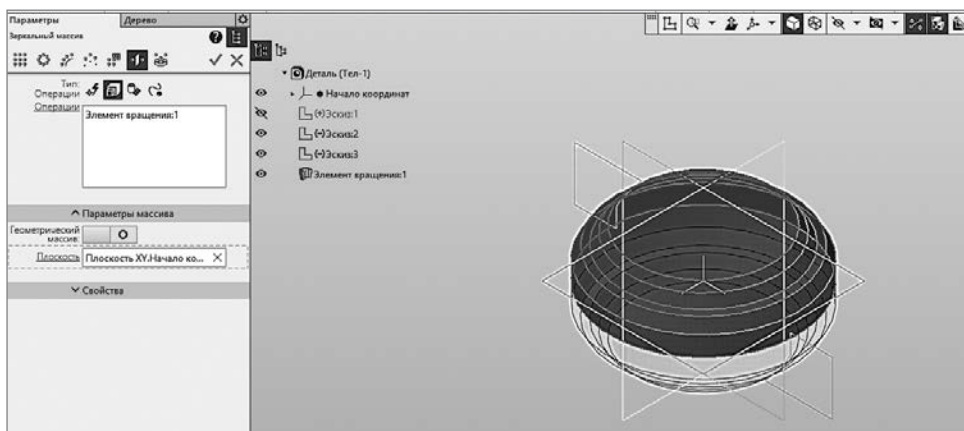 Параметры
Дерево
Зеркальный массив
Тип:
Операции
Операции
Элемент вращения:1
Параметры массива
Геометрический массив:
Плоскость
Плоскость XY.Начало ко...
Свойства
Деталь (Тел-1)
Начало координат
(+)Эскиз:1
(-)Эскиз:2
(-)Эскиз:3
Элемент вращения:1